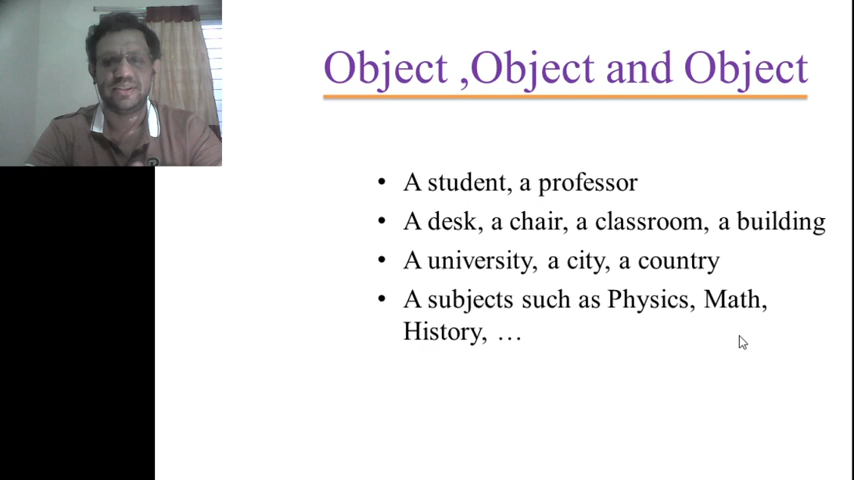 Object ,Object and Object
• A student, a professor
• A desk, a chair, a classroom, a building
• A university, a city, a country
• A subjects such as Physics, Math,
History, …